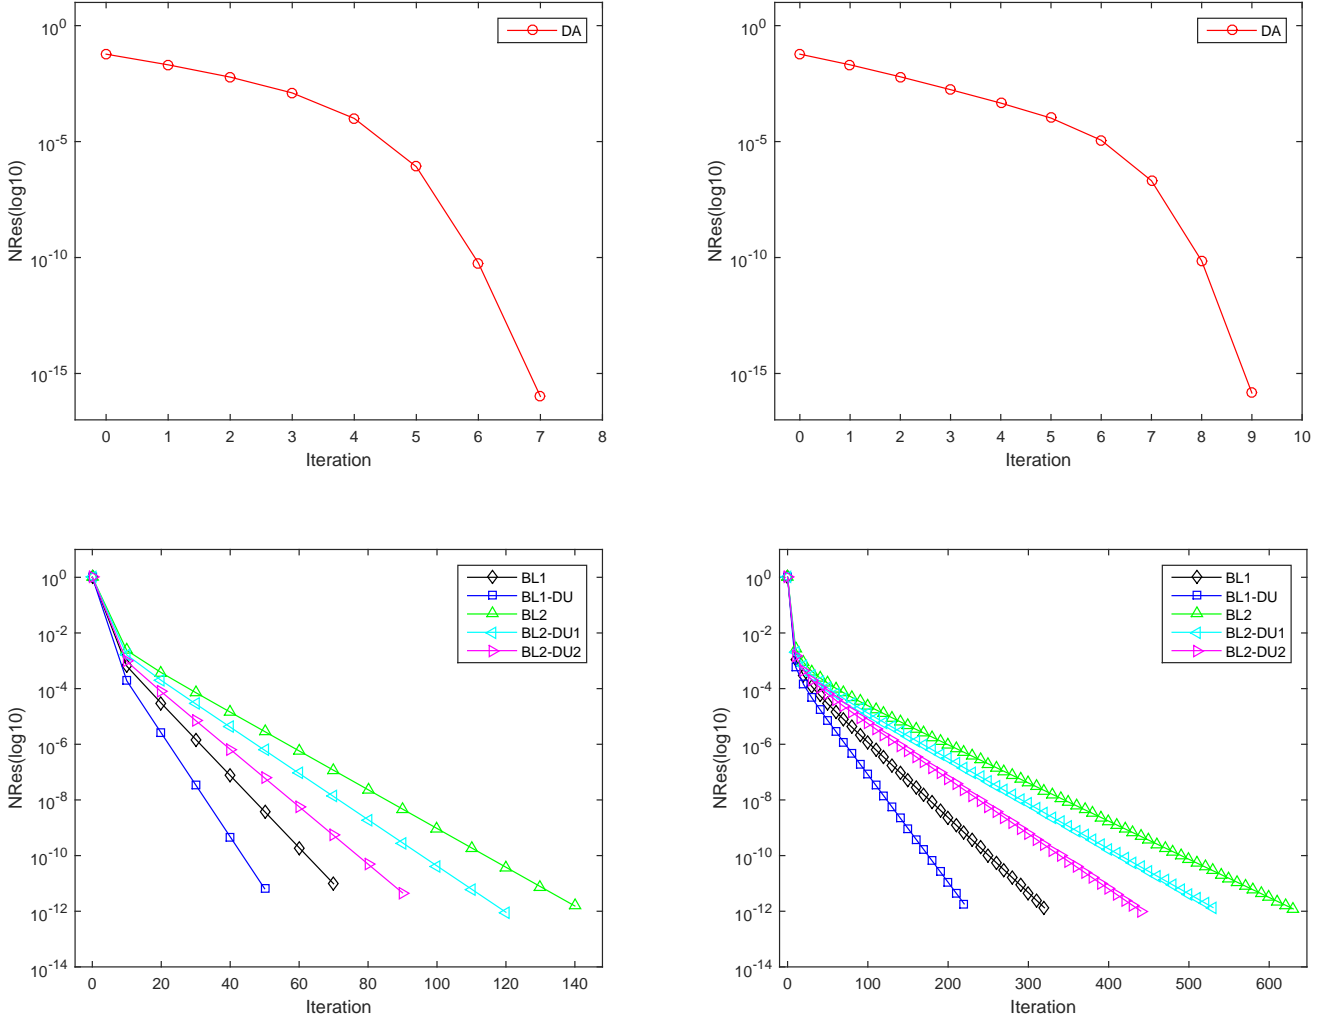 10^0
10^-5
10^-10
10^-15
NRes(log10)
DA
0 1 2 3 4 5 6 7 8
Iteration
10^0
10^-5
10^-10
10^-15
NRes(log10)
DA
0 1 2 3 4 5 6 7 8 9 10
Iteration
10^0
10^-2
10^-4
10^-6
10^-8
10^-10
10^-12
10^-14
NRes(log10)
BL1
BL1-DU
BL2
BL2-DU1
BL2-DU2
0 20 40 60 80 100 120 140
Iteration
10^0
10^-2
10^-4
10^-6
10^-8
10^-10
10^-12
10^-14
NRes(log10)
BL1
BL1-DU
BL2
BL2-DU1
BL2-DU2
0 100 200 300 400 500 600
Iteration